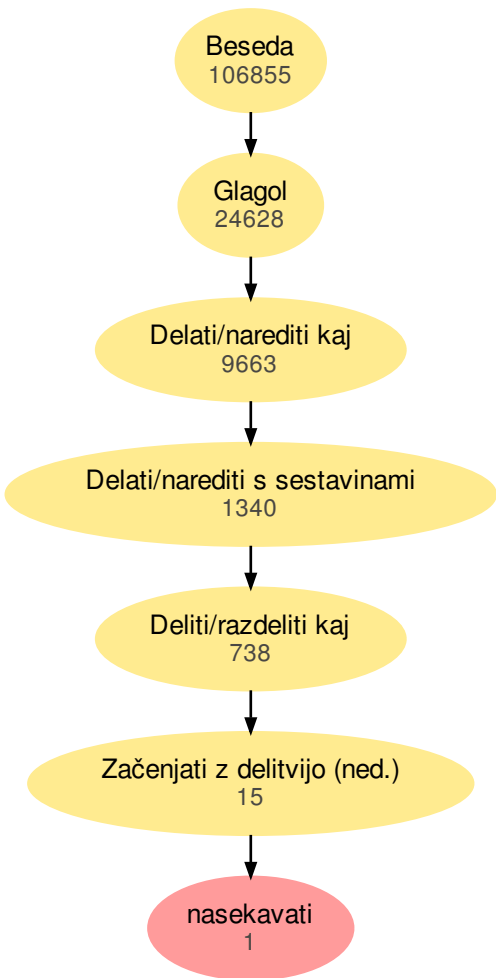 Beseda
106855
Glagol
24628
Delati/narediti kaj
9663
Delati/narediti s sestavinami
1340
Deliti/razdeliti kaj
738
Začenjati z delitvijo (ned.)
15
nasekavati
1